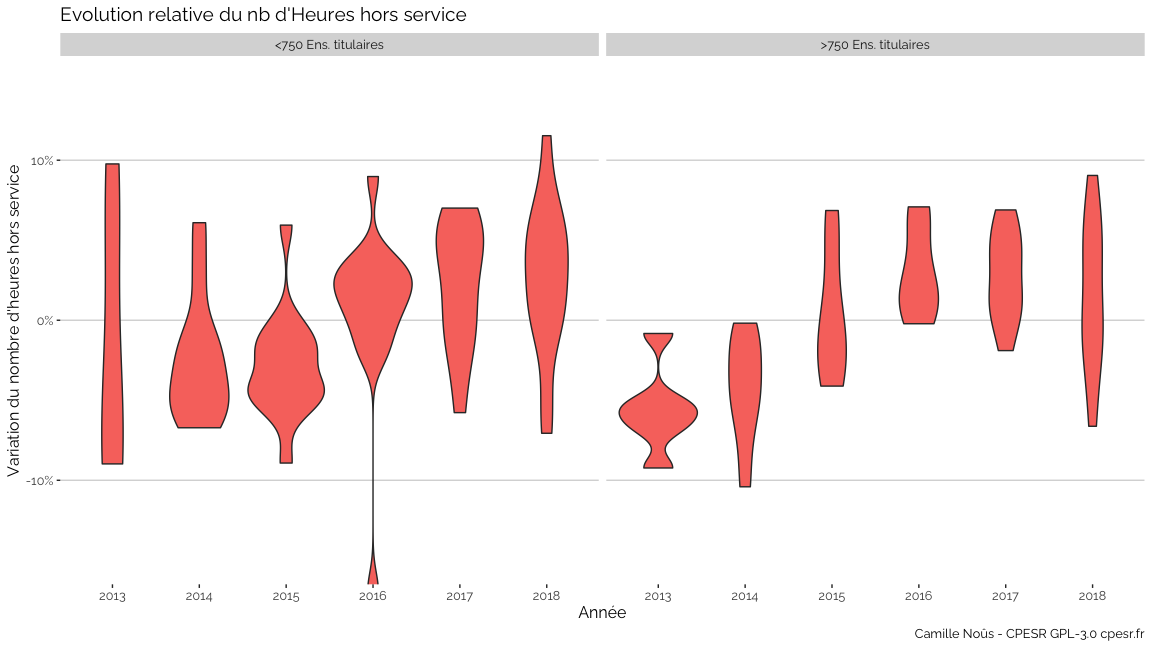 Evolution relative du nb d'Heures hors service
<750 Ens. titulaires
>750 Ens. titulaires
Variation du nombre d'heures hors service
10%
0%
-10%
2013 2014 2015 2016 2017 2018
2013 2014 2015 2016 2017 2018
Année
Camille Noûs - CPESR GPL-3.0 cpesr.fr